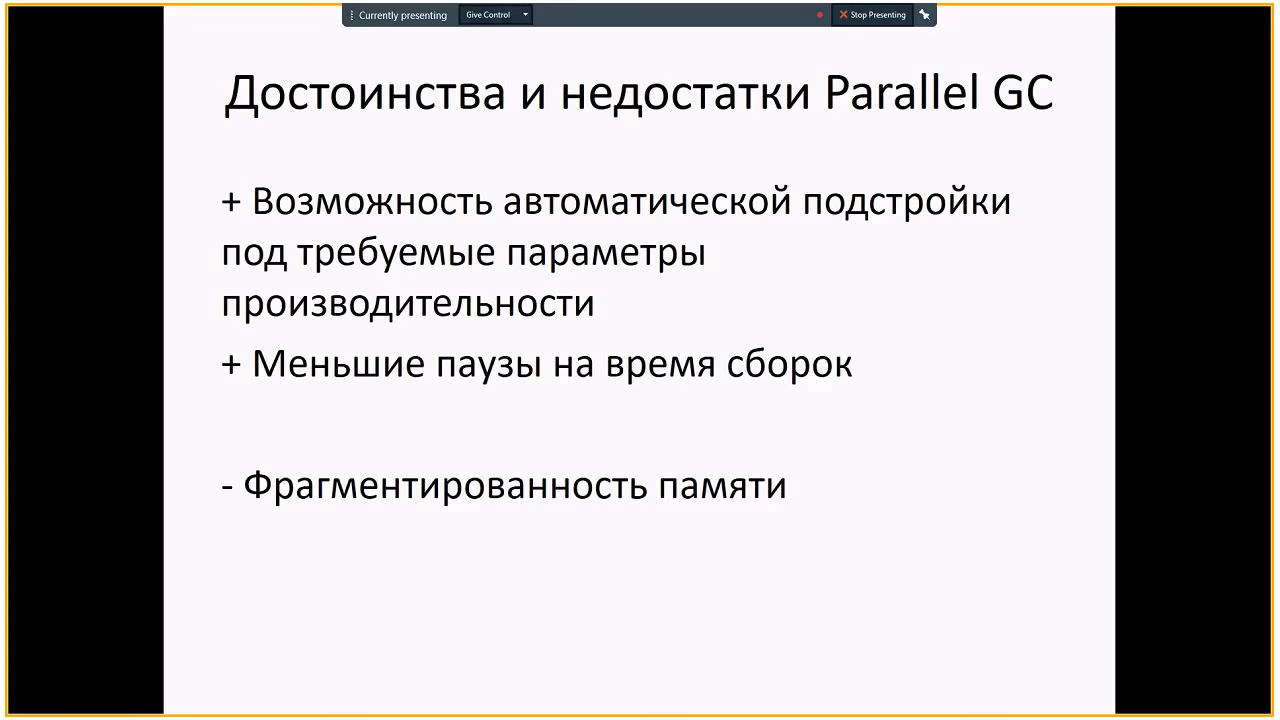 Currently presenting
Give Control
Stop Presenting
Достоинства и недостатки Parallel GC
+ Возможность автоматической подстройки
под требуемые параметры
производительности
+ Меньшие паузы на время сборок
- Фрагментированность памяти